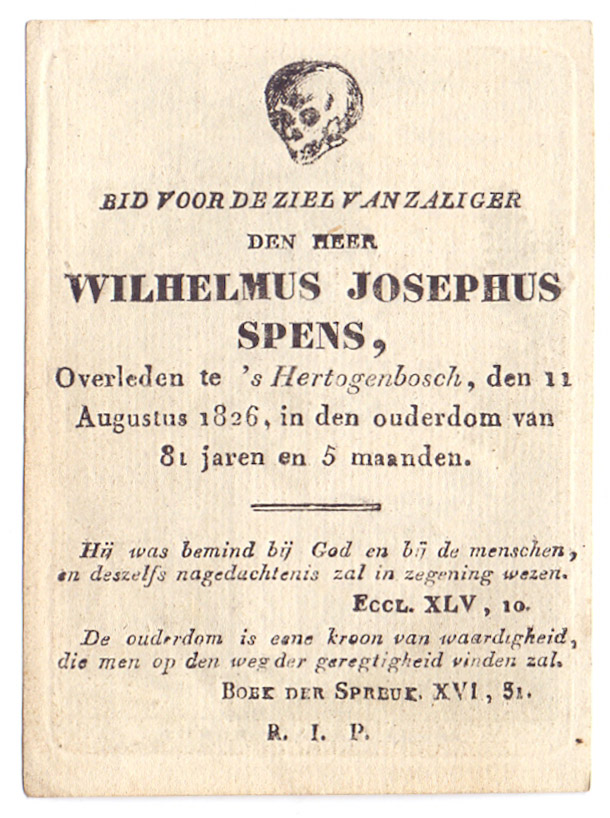 BID VOOR DE ZIEL VAN ZALIGER
DEN HEER
WILHELMUS JOSEPHUS
SPENS,
Overleden te 's Hertogenbosch, den 11
Augustus 1826, in den ouderdom van
81 jaren en 5 maanden.
Hij was bemind bij God en bij de menschen,
en deszelfs nagedachtenis zal in zegening wezen.
ECCL. XLV, 10.
De ouderdom is eene kroon van waardigheid,
die men op den weg der geregtigheid vinden zal.
BOEK DER SPREUK. XVI, 31.
R. I. P.